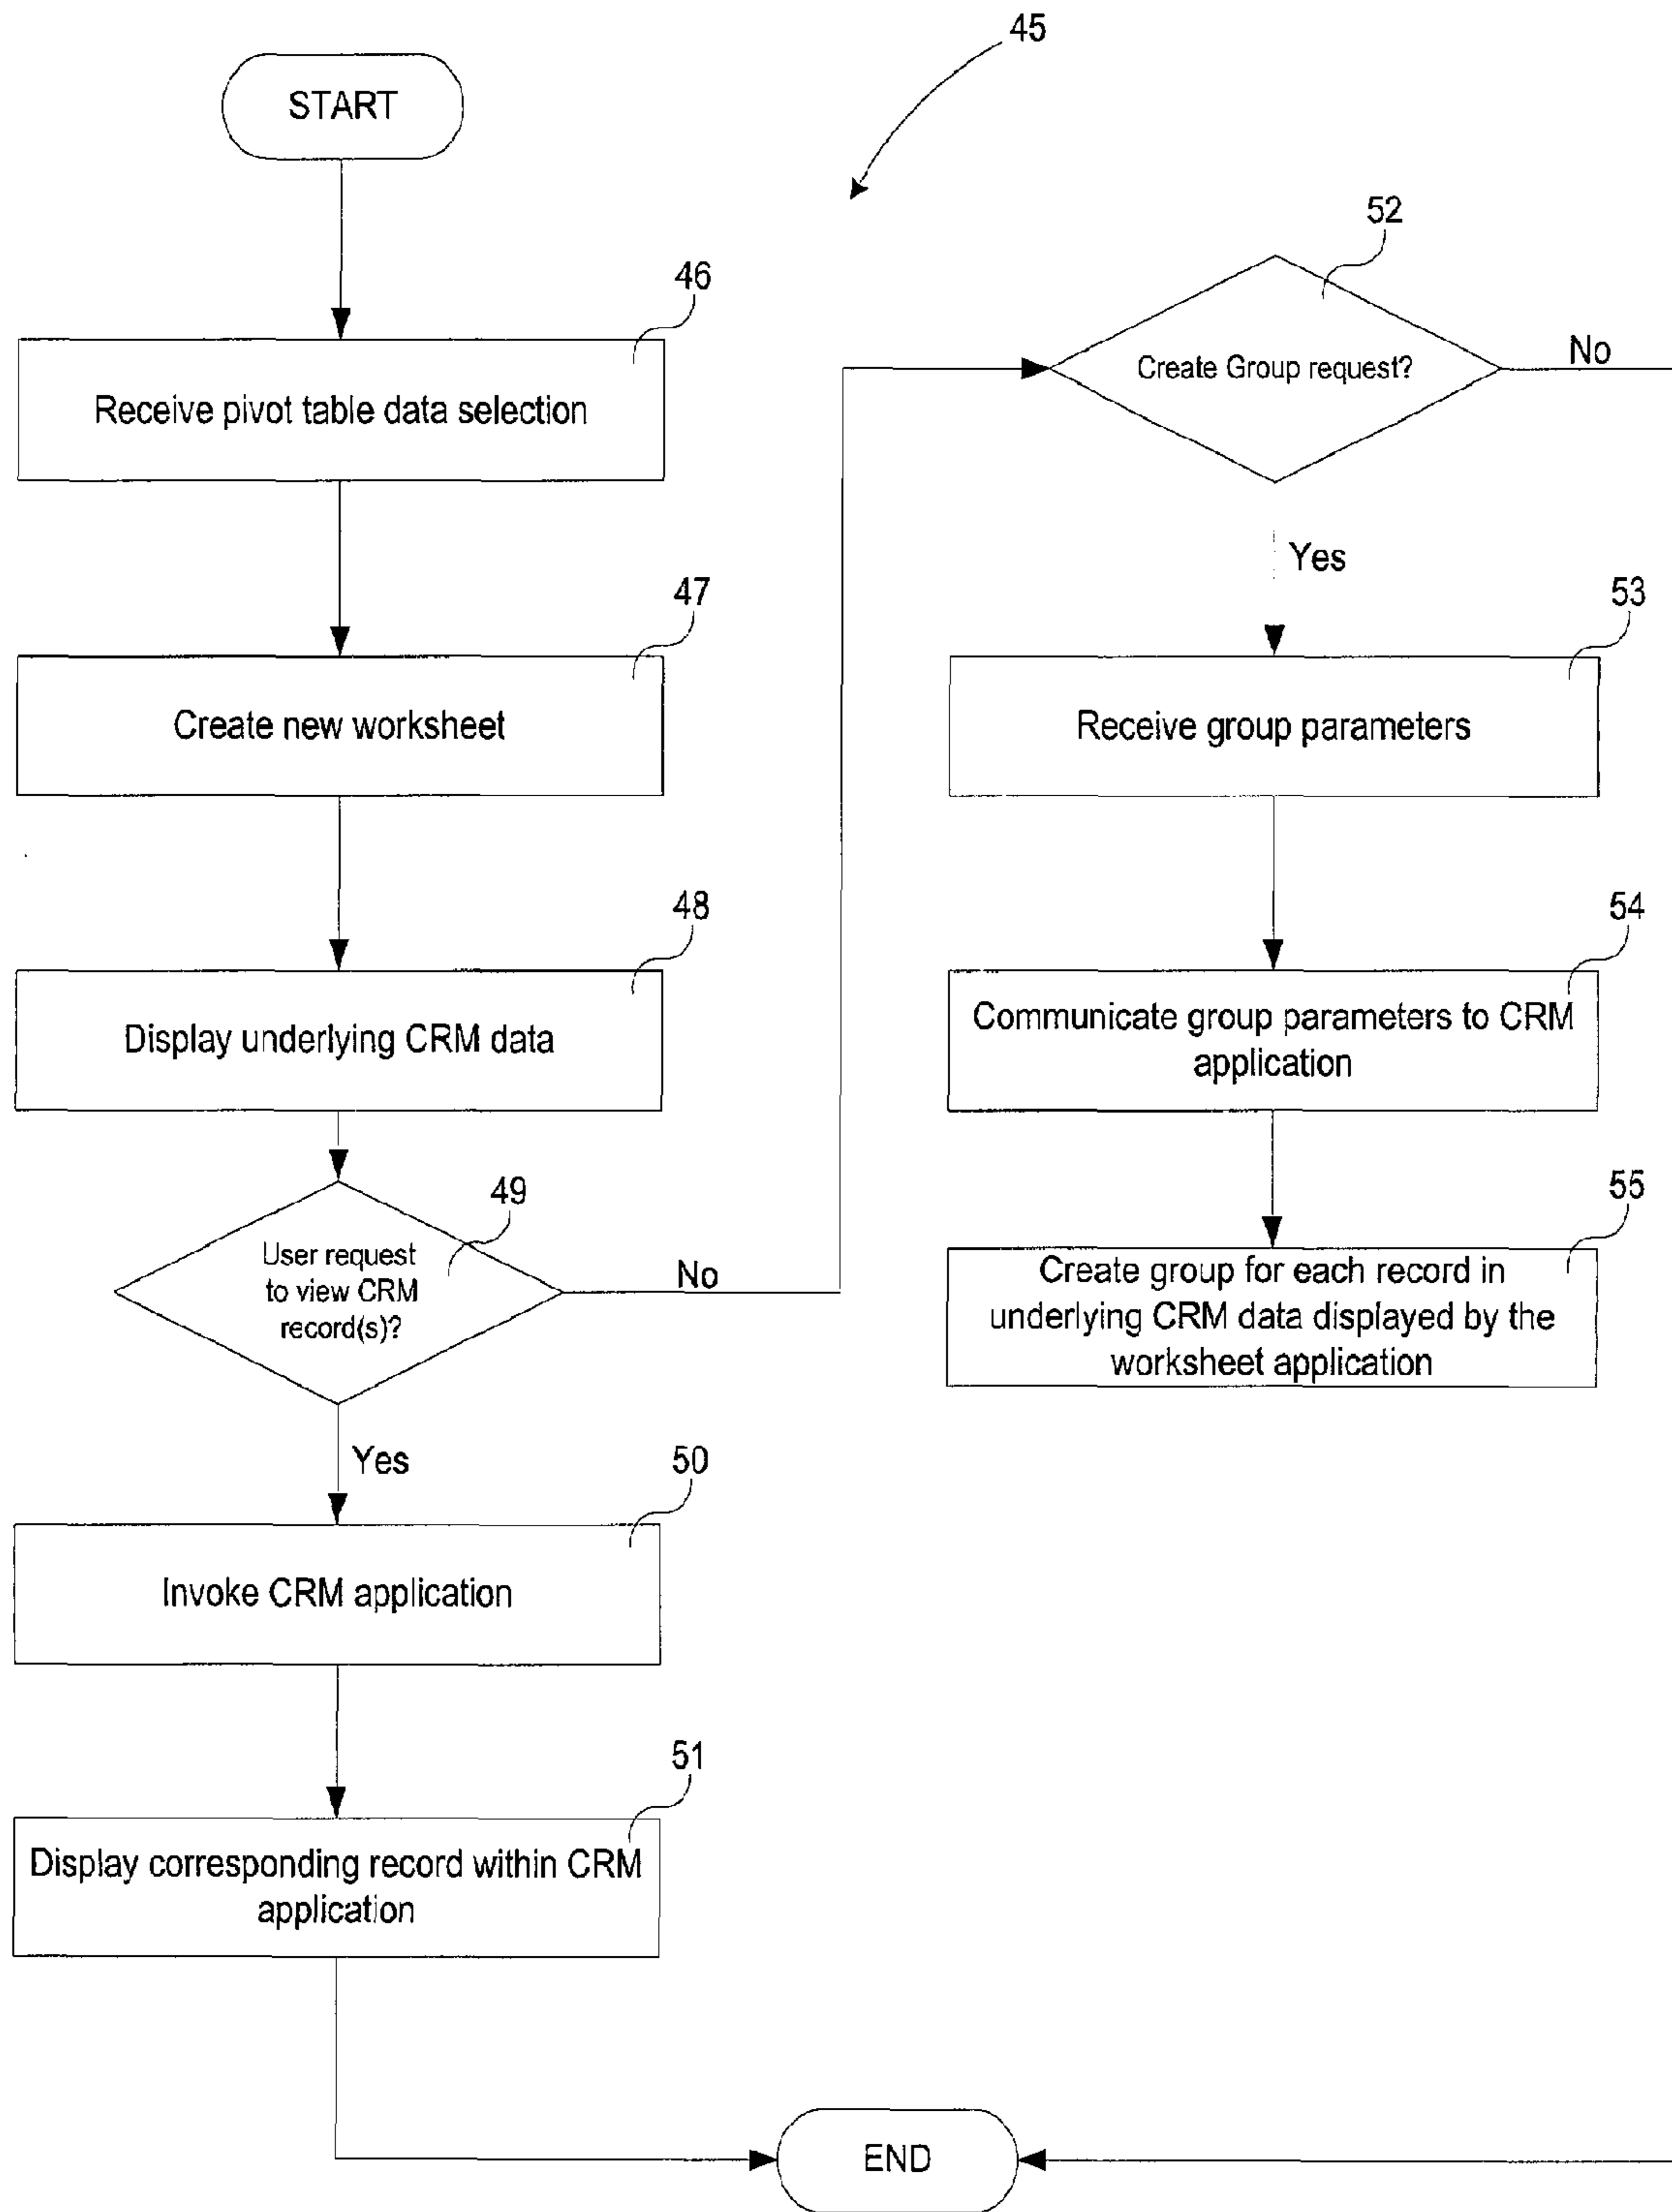 45
START
46
Receive pivot table data selection
47
Create new worksheet
48
Display underlying CRM data
49
User request
to view CRM
record(s)?
No
Yes
50
Invoke CRM application
51
Display corresponding record within CRM
application
52
Create Group request?
No
Yes
53
Receive group parameters
54
Communicate group parameters to CRM
application
55
Create group for each record in
underlying CRM data displayed by the
worksheet application
END